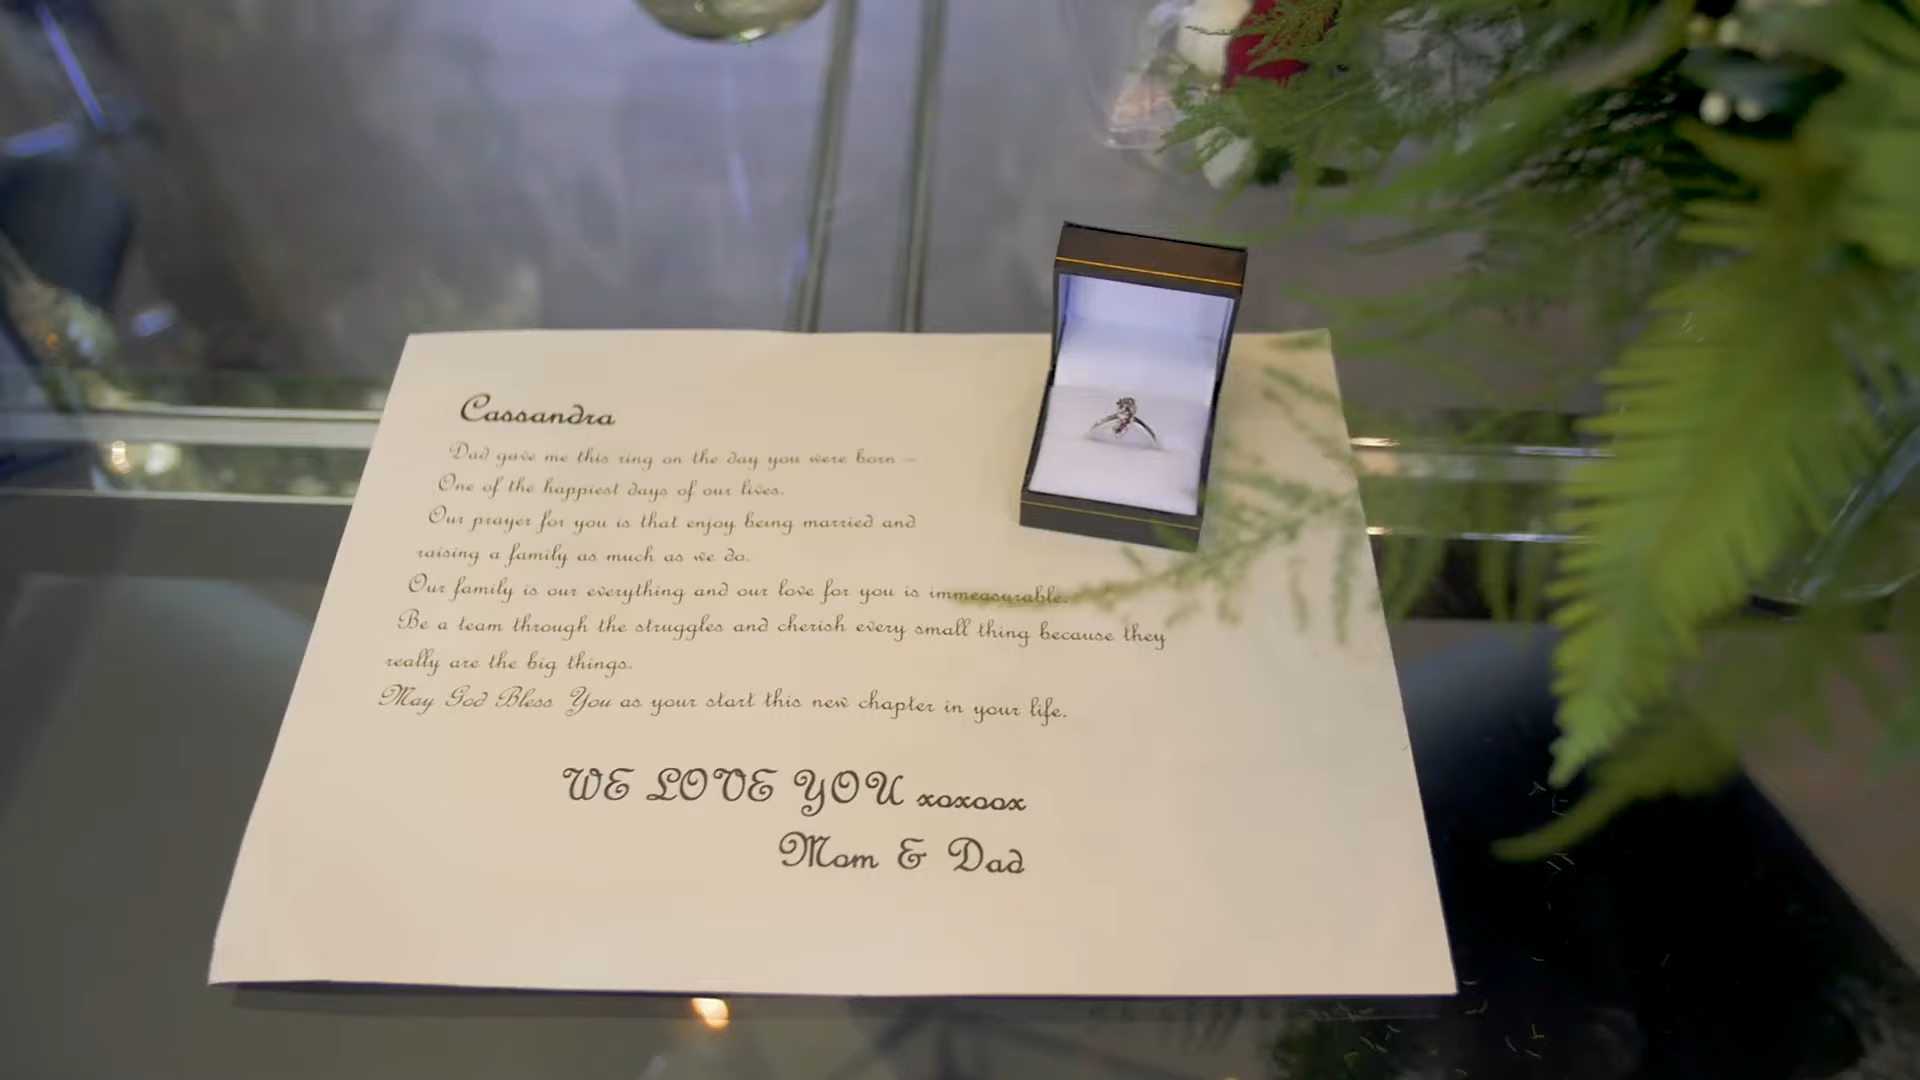 Cassandra
Dad gave me this ring on the day you were born –
One of the happiest days of our lives.
Our prayer for you is that enjoy being married and
raising a family as much as we do.
Our family is our everything and our love for you is immeasurable.
Be a team through the struggles and cherish every small thing because they
really are the big things.
May God Bless You as your start this new chapter in your life.
WE LOVE YOU xoxoox
Mom & Dad